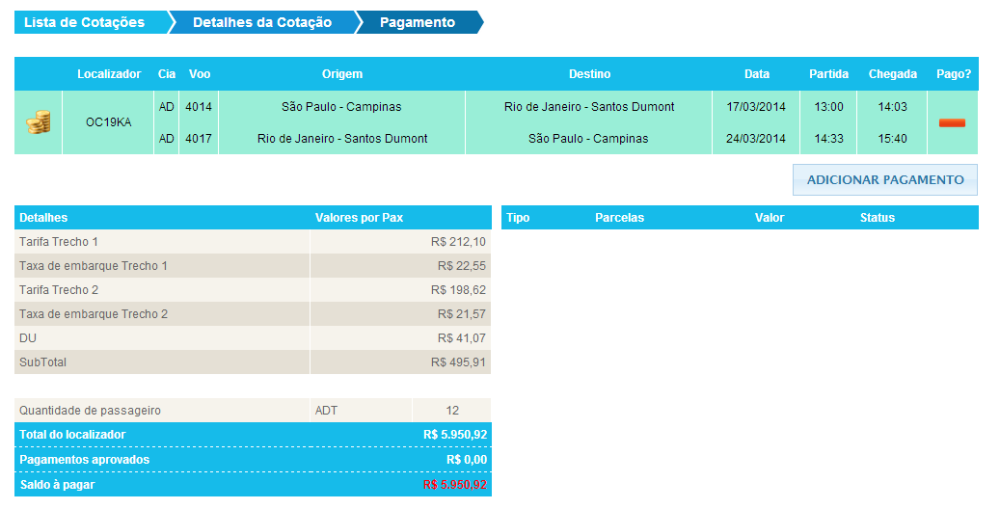 Lista de Cotações Detalhes da Cotação Pagamento
Localizador Cia Voo Origem Destino Data Partida Chegada Pago?
AD 4014 São Paulo - Campinas Rio de Janeiro - Santos Dumont 17/03/2014 13:00 14:03
OC19KA
AD 4017 Rio de Janeiro - Santos Dumont São Paulo - Campinas 24/03/2014 14:33 15:40
ADICIONAR PAGAMENTO
Detalhes Valores por Pax
Tarifa Trecho 1 R$ 212,10
Taxa de embarque Trecho 1 R$ 22,55
Tarifa Trecho 2 R$ 198,62
Taxa de embarque Trecho 2 R$ 21,57
DU R$ 41,07
SubTotal R$ 495,91
Quantidade de passageiro ADT 12
Total do localizador R$ 5.950,92
Pagamentos aprovados R$ 0,00
Saldo à pagar R$ 5.950,92
Tipo Parcelas Valor Status